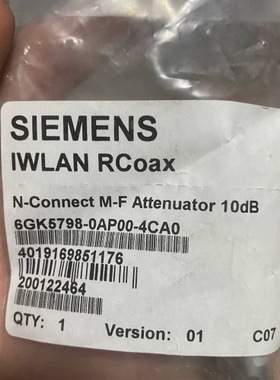 SIEMENS
IWLAN RCoax
N-Connect M-F Attenuator 10dB
6GK5798-0AP00-4CA0
4019169851176
200122464
QTY: 1 Version: 01 C07